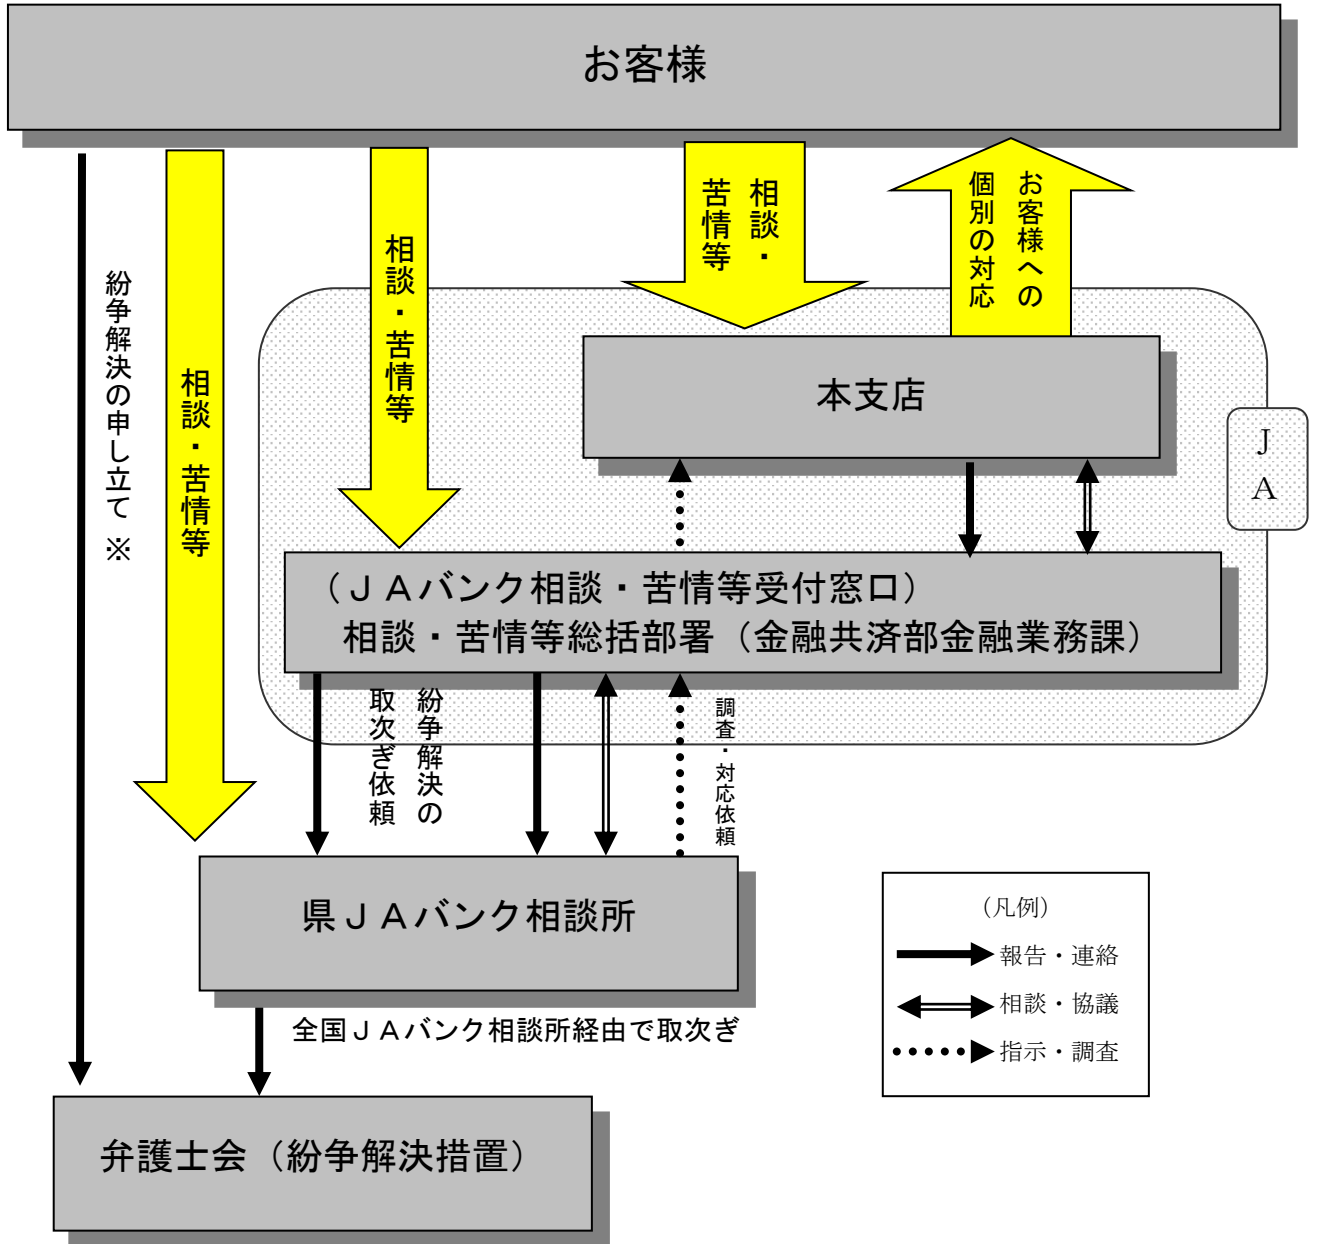 お客様
紛争解決の申し立て ※
相談・苦情等
相談・苦情等
相談・
苦情等
お客様への
個別の対応
本支店
ＪＡ
（ＪＡバンク相談・苦情等受付窓口）
相談・苦情等総括部署（金融共済部金融業務課）
紛争解決の
取次ぎ依頼
調査・対応依頼
県ＪＡバンク相談所
全国ＪＡバンク相談所経由で取次ぎ
弁護士会（紛争解決措置）
（凡例）
報告・連絡
相談・協議
指示・調査